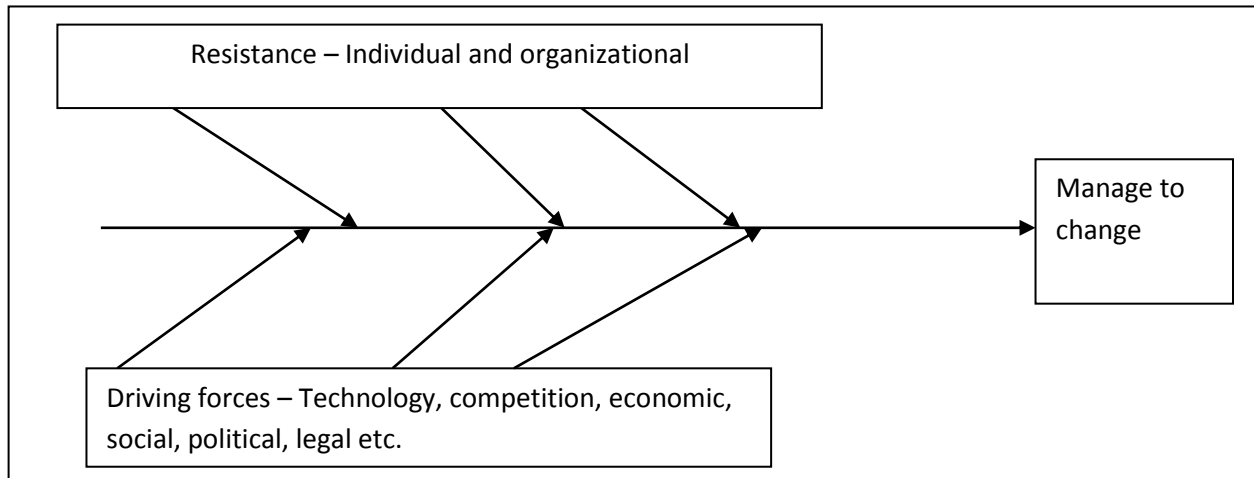 Resistance – Individual and organizational
Manage to
change
Driving forces – Technology, competition, economic,
social, political, legal etc.